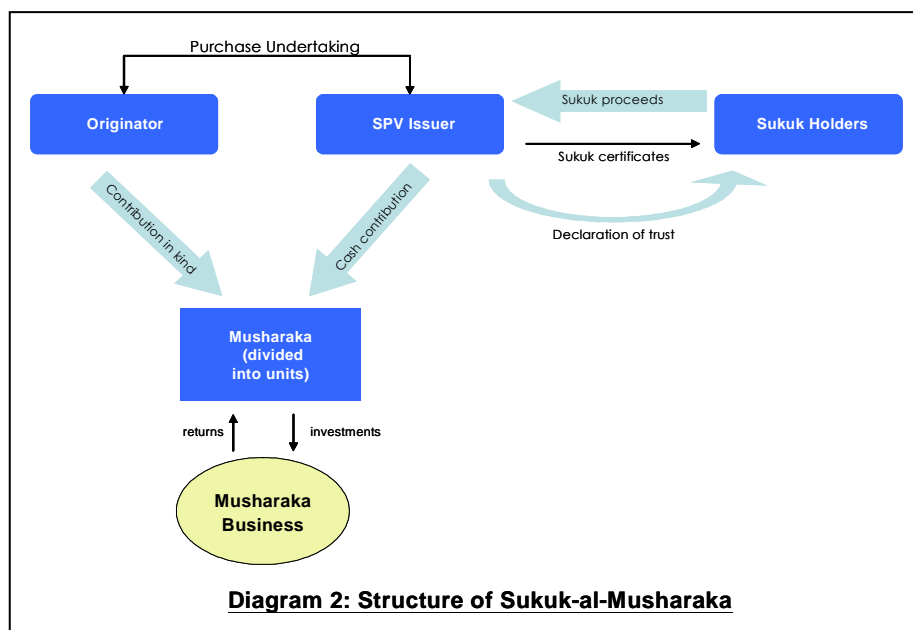 Purchase Undertaking
Originator
SPV Issuer
Sukuk proceeds
Sukuk Holders
Sukuk certificates
Declaration of trust
Contribution in kind
Cash contribution
Musharaka
(divided
into units)
returns
investments
Musharaka
Business
Diagram 2: Structure of Sukuk-al-Musharaka